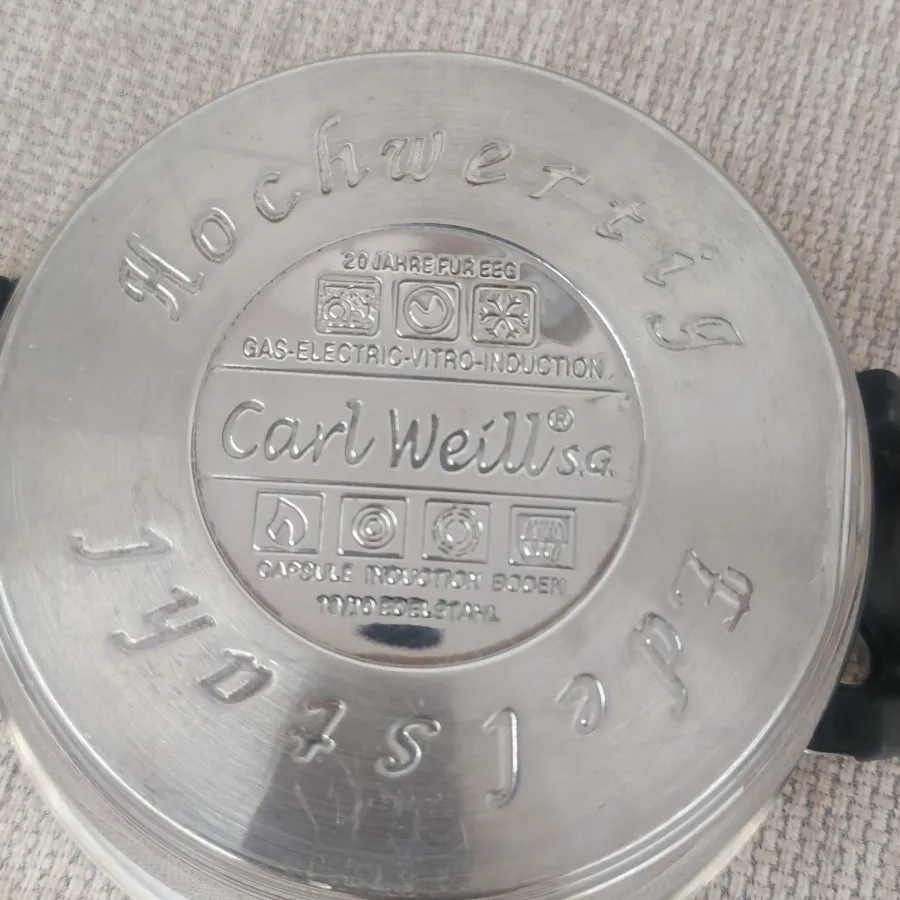 Hochwertig
20 JAHRE FUR EEG
GAS-ELECTRIC-VITRO-INDUCTION
Carl Weill® S.G.
CAPSULE INDUCTION BODEN
18/10 EDELSTAHL
Edelstahl